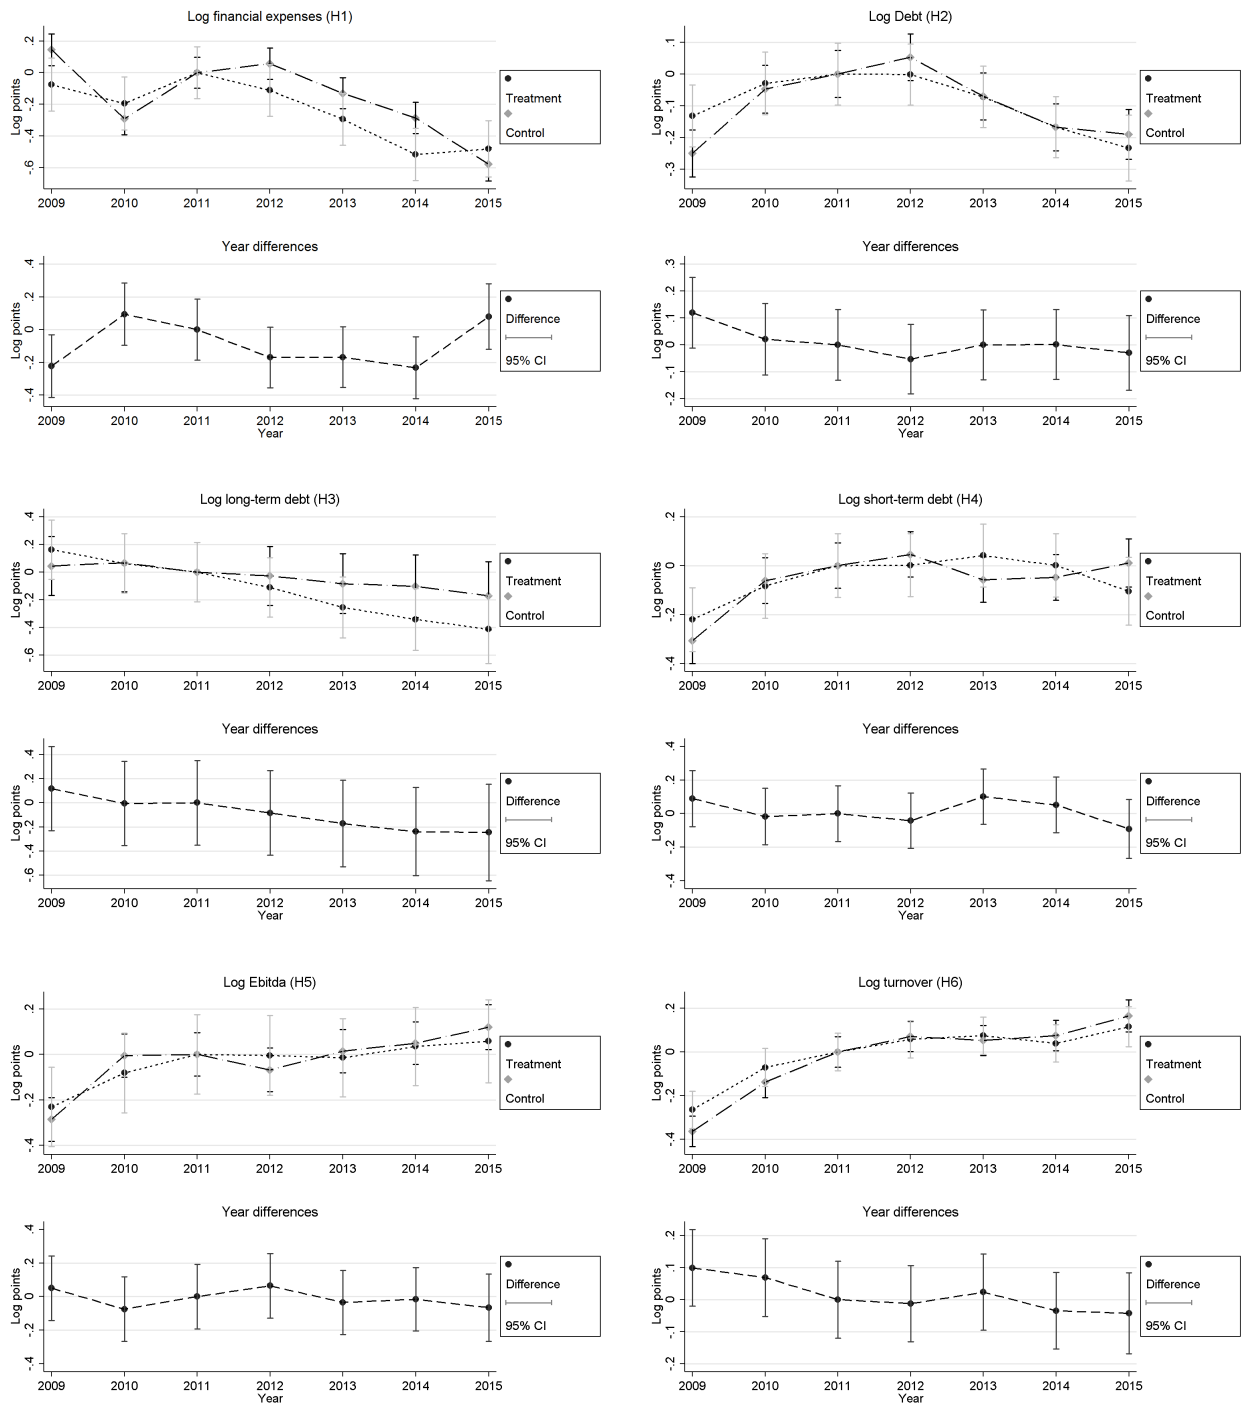 Log financial expenses (H1)
Log points
.2
0
-.2
-.4
-.6
2009 2010 2011 2012 2013 2014 2015
Treatment
Control
Year differences
Log points
.4
.2
0
-.2
-.4
2009 2010 2011 2012 2013 2014 2015
Year
Difference
95% CI
Log Debt (H2)
Log points
.1
0
-.1
-.2
-.3
2009 2010 2011 2012 2013 2014 2015
Treatment
Control
Year differences
Log points
.3
.2
.1
0
-.1
-.2
2009 2010 2011 2012 2013 2014 2015
Year
Difference
95% CI
Log long-term debt (H3)
Log points
.4
.2
0
-.2
-.4
-.6
2009 2010 2011 2012 2013 2014 2015
Treatment
Control
Year differences
Log points
.4
.2
0
-.2
-.4
-.6
2009 2010 2011 2012 2013 2014 2015
Year
Difference
95% CI
Log short-term debt (H4)
Log points
.2
0
-.2
-.4
2009 2010 2011 2012 2013 2014 2015
Treatment
Control
Year differences
Log points
.4
.2
0
-.2
-.4
2009 2010 2011 2012 2013 2014 2015
Year
Difference
95% CI
Log Ebitda (H5)
Log points
.2
0
-.2
-.4
2009 2010 2011 2012 2013 2014 2015
Treatment
Control
Year differences
Log points
.4
.2
0
-.2
-.4
2009 2010 2011 2012 2013 2014 2015
Year
Difference
95% CI
Log turnover (H6)
Log points
.2
0
-.2
-.4
2009 2010 2011 2012 2013 2014 2015
Treatment
Control
Year differences
Log points
.2
.1
0
-.1
-.2
2009 2010 2011 2012 2013 2014 2015
Year
Difference
95% CI